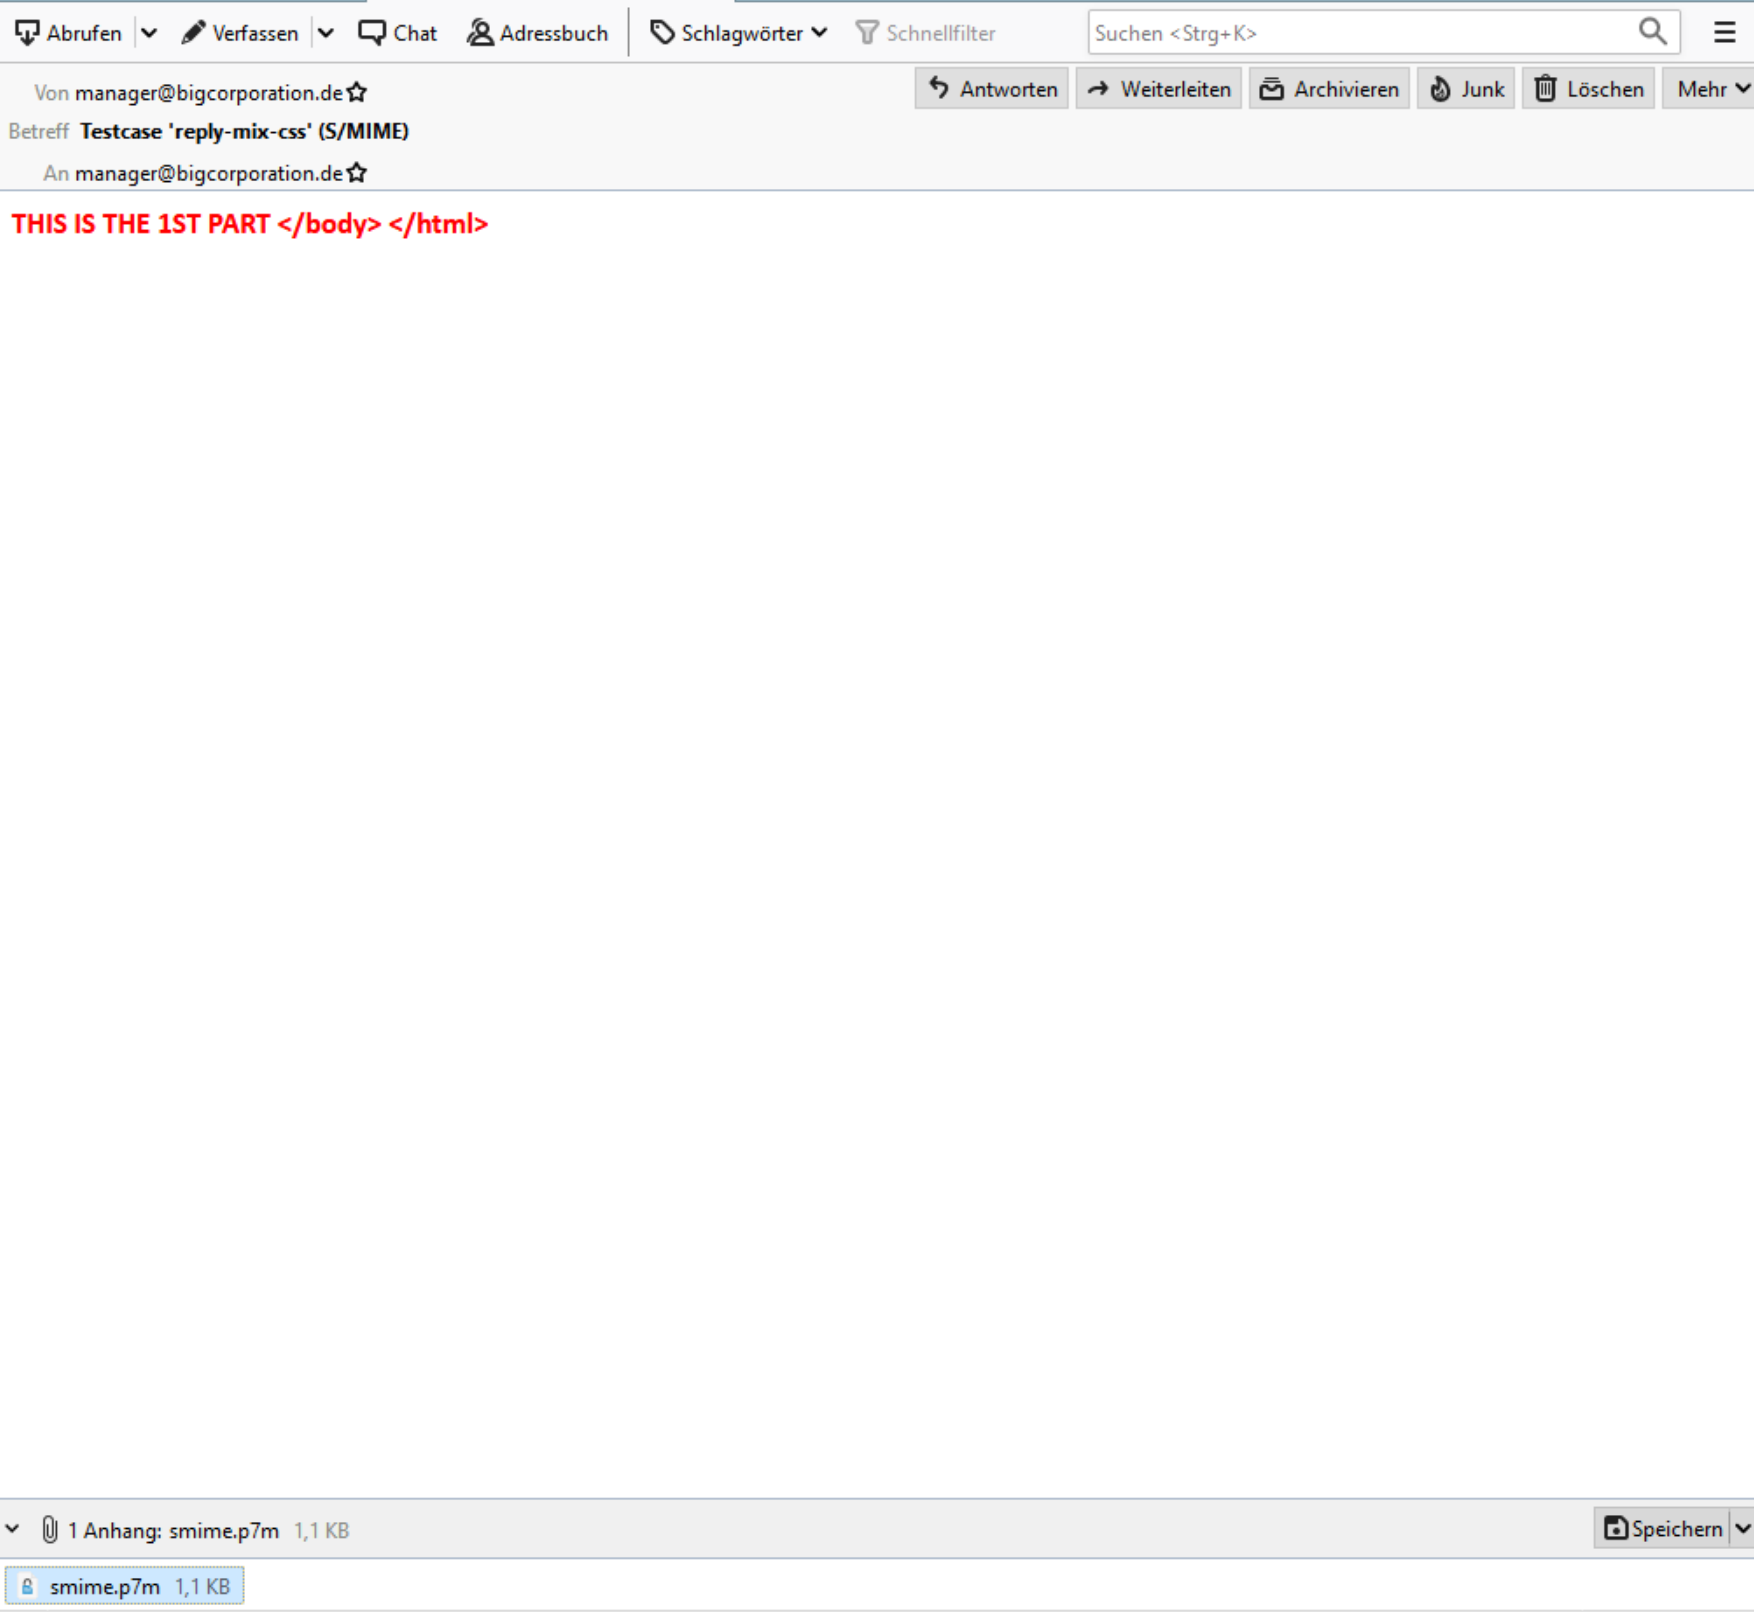 Abrufen Verfassen Chat Adressbuch Schlagwörter Schnellfilter Suchen <Strg+K>
Von manager@bigcorporation.de Antworten Weiterleiten Archivieren Junk Löschen Mehr
Betreff Testcase 'reply-mix-css' (S/MIME)
An manager@bigcorporation.de
THIS IS THE 1ST PART </body> </html>
1 Anhang: smime.p7m 1,1 KB Speichern
smime.p7m 1,1 KB